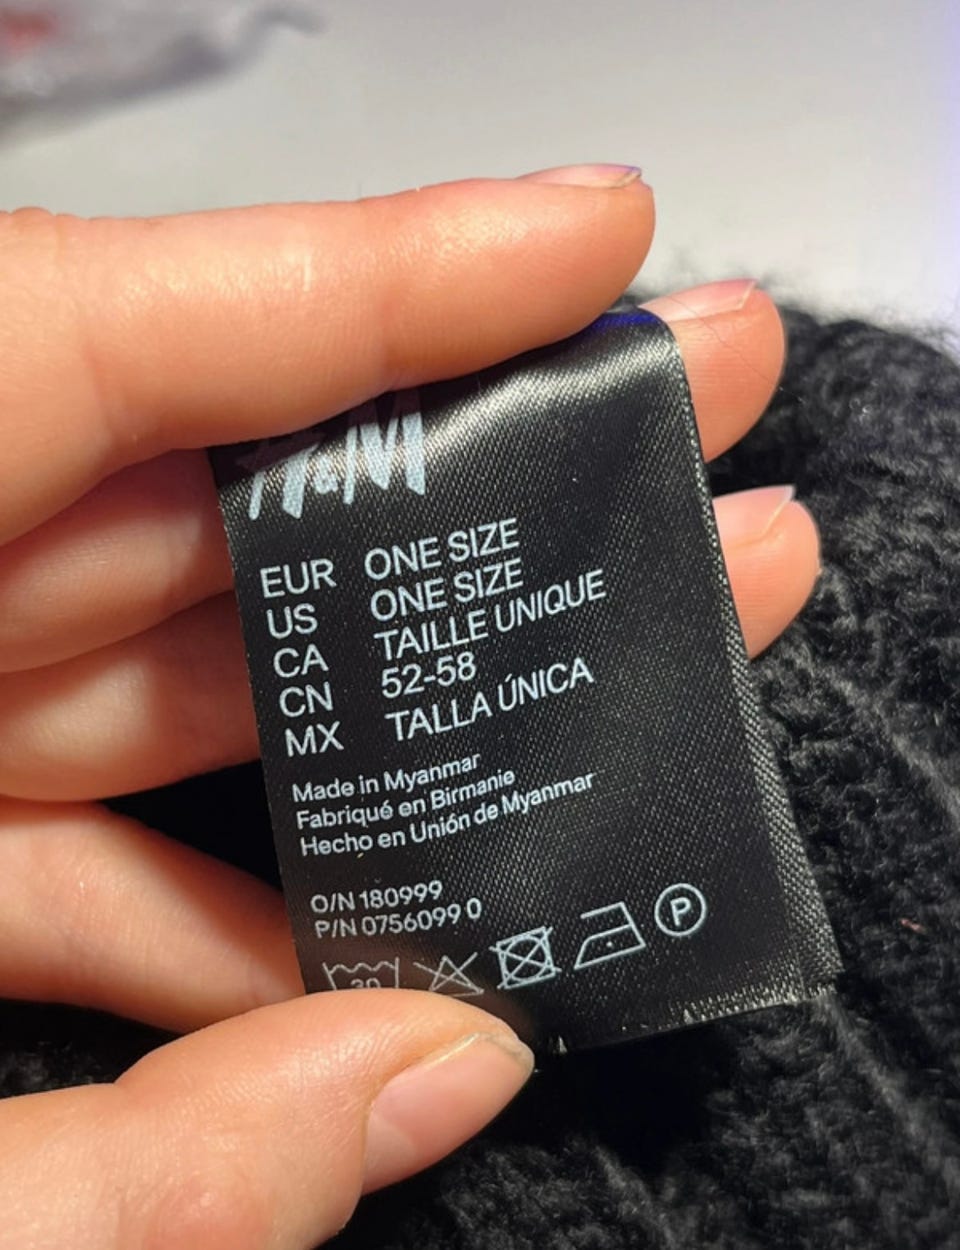 H&M
EUR ONE SIZE
US ONE SIZE
CA TAILLE UNIQUE
CN 52-58
MX TALLA ÚNICA
Made in Myanmar
Fabriqué en Birmanie
Hecho en Unión de Myanmar
O/N 180999
P/N 0756099 0
30
P